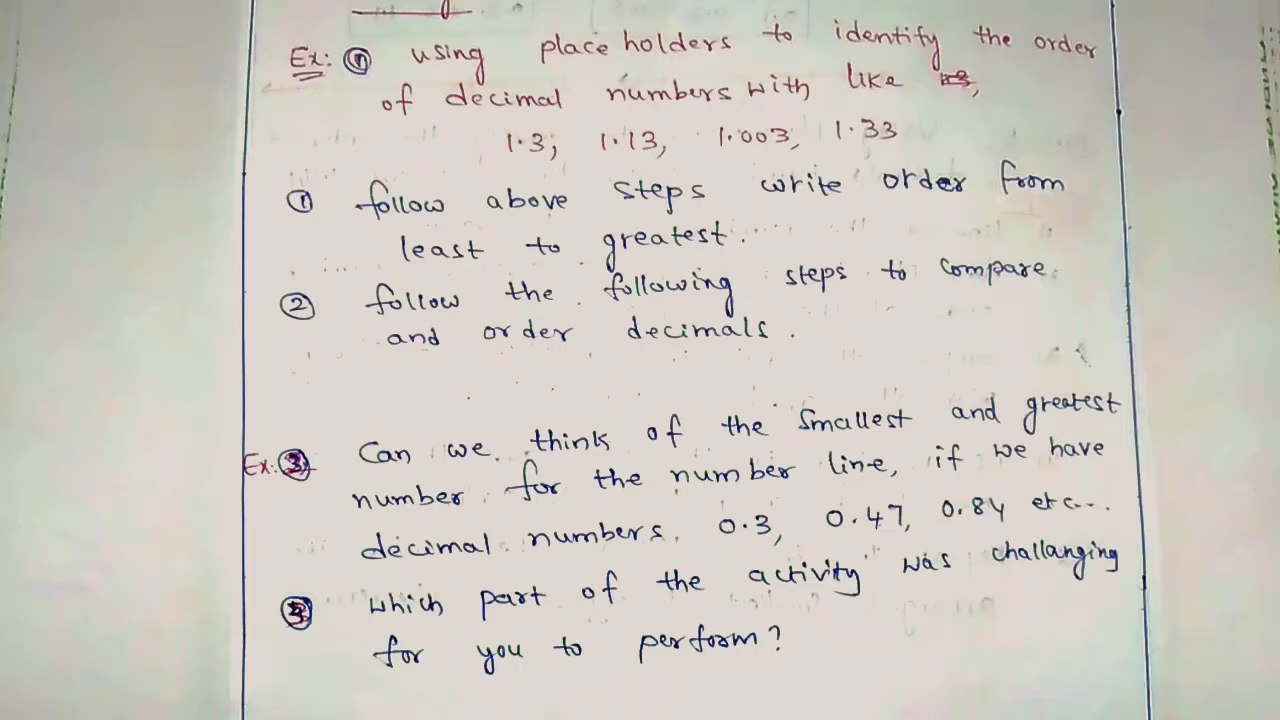 Ex: ① using place holders to identify the order
of decimal numbers with like
1.3; 1.13, 1.003, 1.33
① follow above steps write order from
least to greatest.
② follow the following steps to compare
and order decimals.
Ex: ③ Can we think of the smallest and greatest
number for the number line, if we have
decimal numbers. 0.3, 0.47, 0.84 etc...
which part of the activity was challanging
for you to perform?